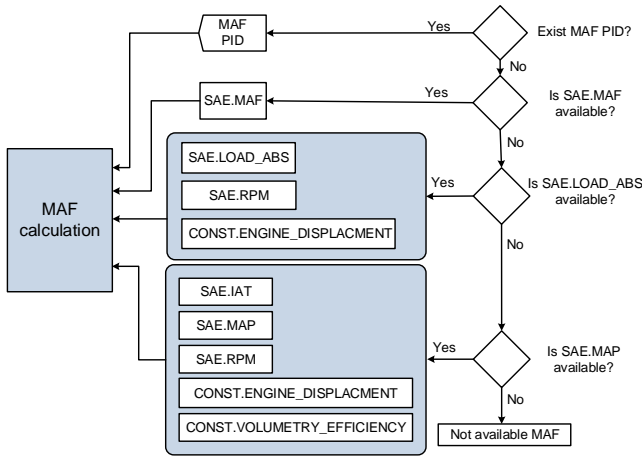 MAF
PID
Yes
Exist MAF PID?
No
SAE.MAF
Yes
Is SAE.MAF
available?
No
MAF
calculation
SAE.LOAD_ABS
SAE.RPM
CONST.ENGINE_DISPLACMENT
Yes
Is SAE.LOAD_ABS
available?
No
SAE.IAT
SAE.MAP
SAE.RPM
CONST.ENGINE_DISPLACMENT
CONST.VOLUMETRY_EFFICIENCY
Yes
Is SAE.MAP
available?
No
Not available MAF